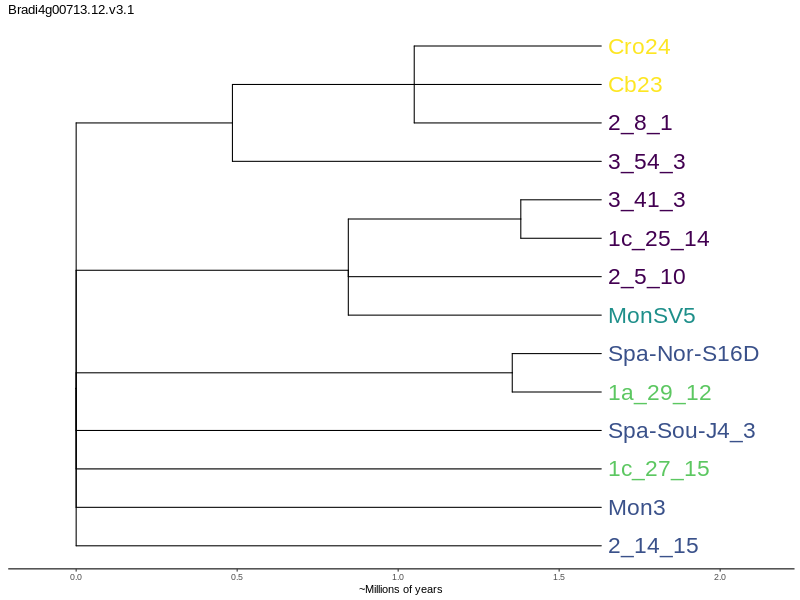 Bradi4g00713.12.v3.1
Cro24
Cb23
2_8_1
3_54_3
3_41_3
1c_25_14
2_5_10
MonSV5
Spa-Nor-S16D
1a_29_12
Spa-Sou-J4_3
1c_27_15
Mon3
2_14_15
0.0 0.5 1.0 1.5 2.0
~Millions of years